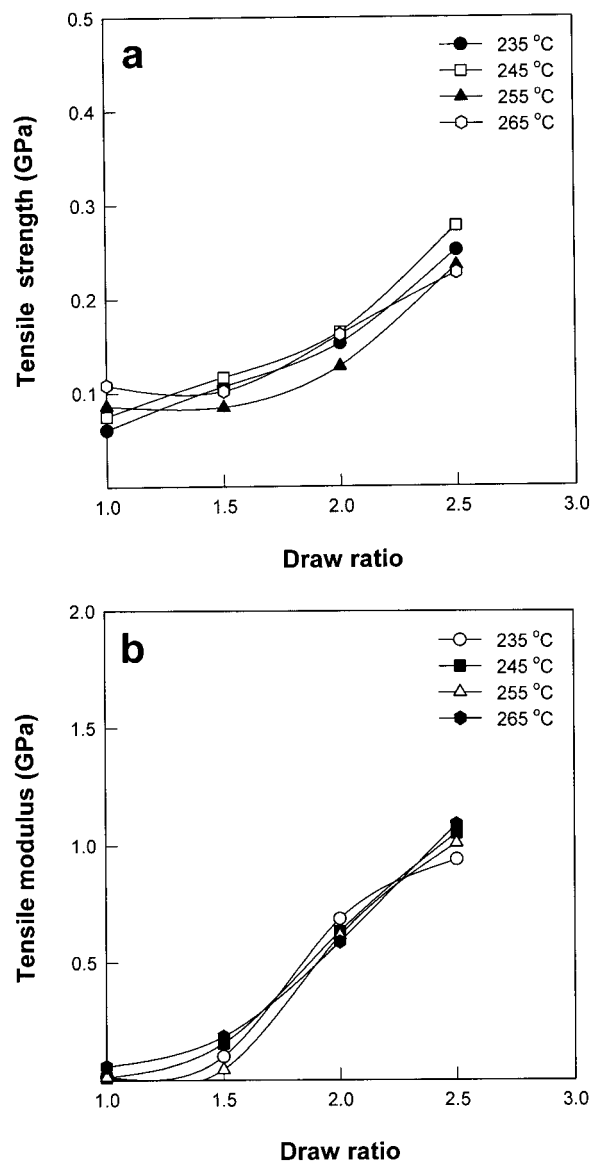 0.5
a
235 °C
245 °C
255 °C
265 °C
0.4
0.3
0.2
0.1
Tensile strength (GPa)
1.0 1.5 2.0 2.5 3.0
Draw ratio
2.0
b
235 °C
245 °C
255 °C
265 °C
1.5
1.0
0.5
Tensile modulus (GPa)
1.0 1.5 2.0 2.5 3.0
Draw ratio